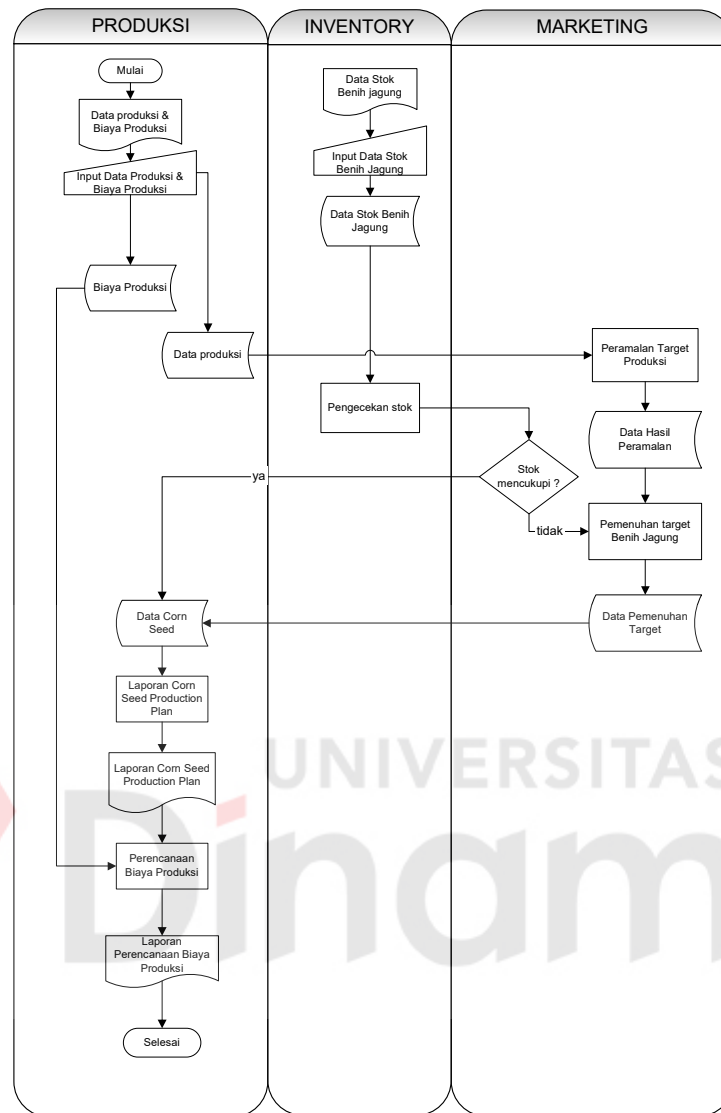 PRODUKSI
INVENTORY
MARKETING
Mulai
Data produksi &
Biaya Produksi
Input Data Produksi &
Biaya Produksi
Biaya Produksi
Data produksi
Data Stok
Benih jagung
Input Data Stok
Benih Jagung
Data Stok Benih
Jagung
Pengecekan stok
Peramalan Target
Produksi
Data Hasil
Peramalan
Stok
mencukupi ?
ya
tidak
Pemenuhan target
Benih Jagung
Data Pemenuhan
Target
Data Corn
Seed
Laporan Corn
Seed Production
Plan
Laporan Corn Seed
Production Plan
Perencanaan
Biaya Produksi
Laporan
Perencanaan Biaya
Produksi
Selesai
UNIVERSITAS
Dinam